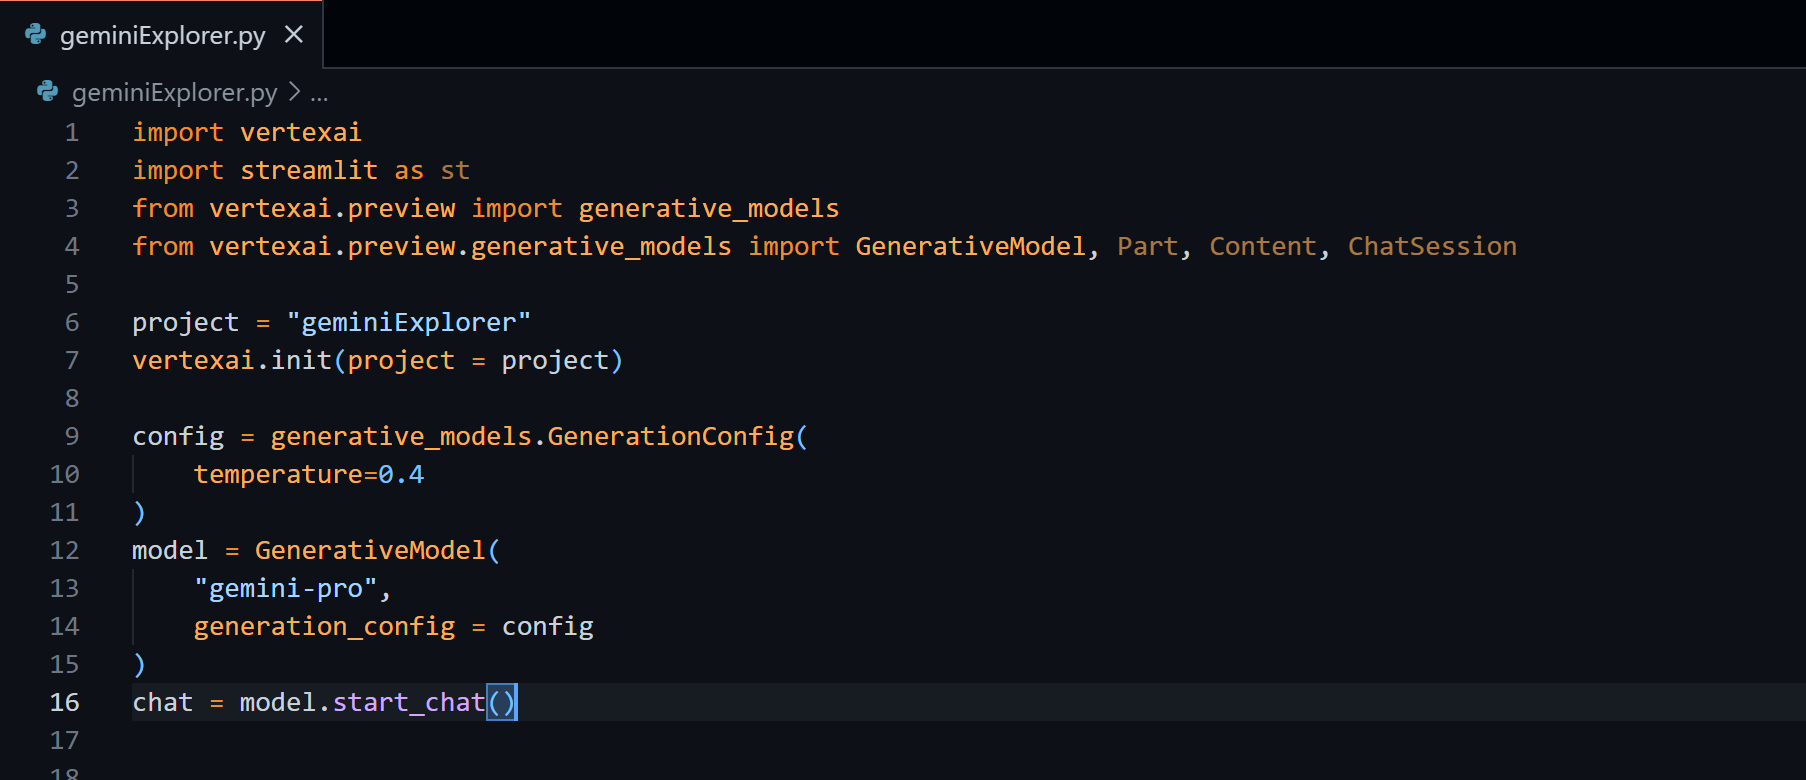 geminiExplorer.py
geminiExplorer.py > ...
1 import vertexai
2 import streamlit as st
3 from vertexai.preview import generative_models
4 from vertexai.preview.generative_models import GenerativeModel, Part, Content, ChatSession
5
6 project = "geminiExplorer"
7 vertexai.init(project = project)
8
9 config = generative_models.GenerationConfig(
10     temperature=0.4
11 )
12 model = GenerativeModel(
13     "gemini-pro",
14     generation_config = config
15 )
16 chat = model.start_chat()
17
18